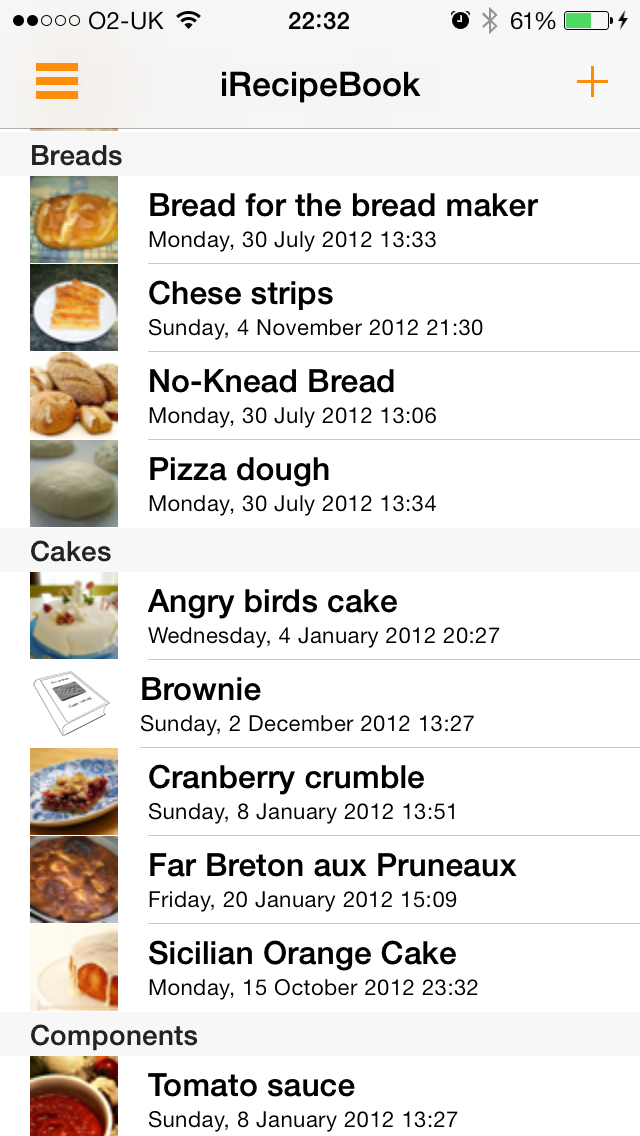 O2-UK 22:32 61%
iRecipeBook
Breads
Bread for the bread maker
Monday, 30 July 2012 13:33
Chese strips
Sunday, 4 November 2012 21:30
No-Knead Bread
Monday, 30 July 2012 13:06
Pizza dough
Monday, 30 July 2012 13:34
Cakes
Angry birds cake
Wednesday, 4 January 2012 20:27
Brownie
Sunday, 2 December 2012 13:27
Cranberry crumble
Sunday, 8 January 2012 13:51
Far Breton aux Pruneaux
Friday, 20 January 2012 15:09
Sicilian Orange Cake
Monday, 15 October 2012 23:32
Components
Tomato sauce
Sunday, 8 January 2012 13:27